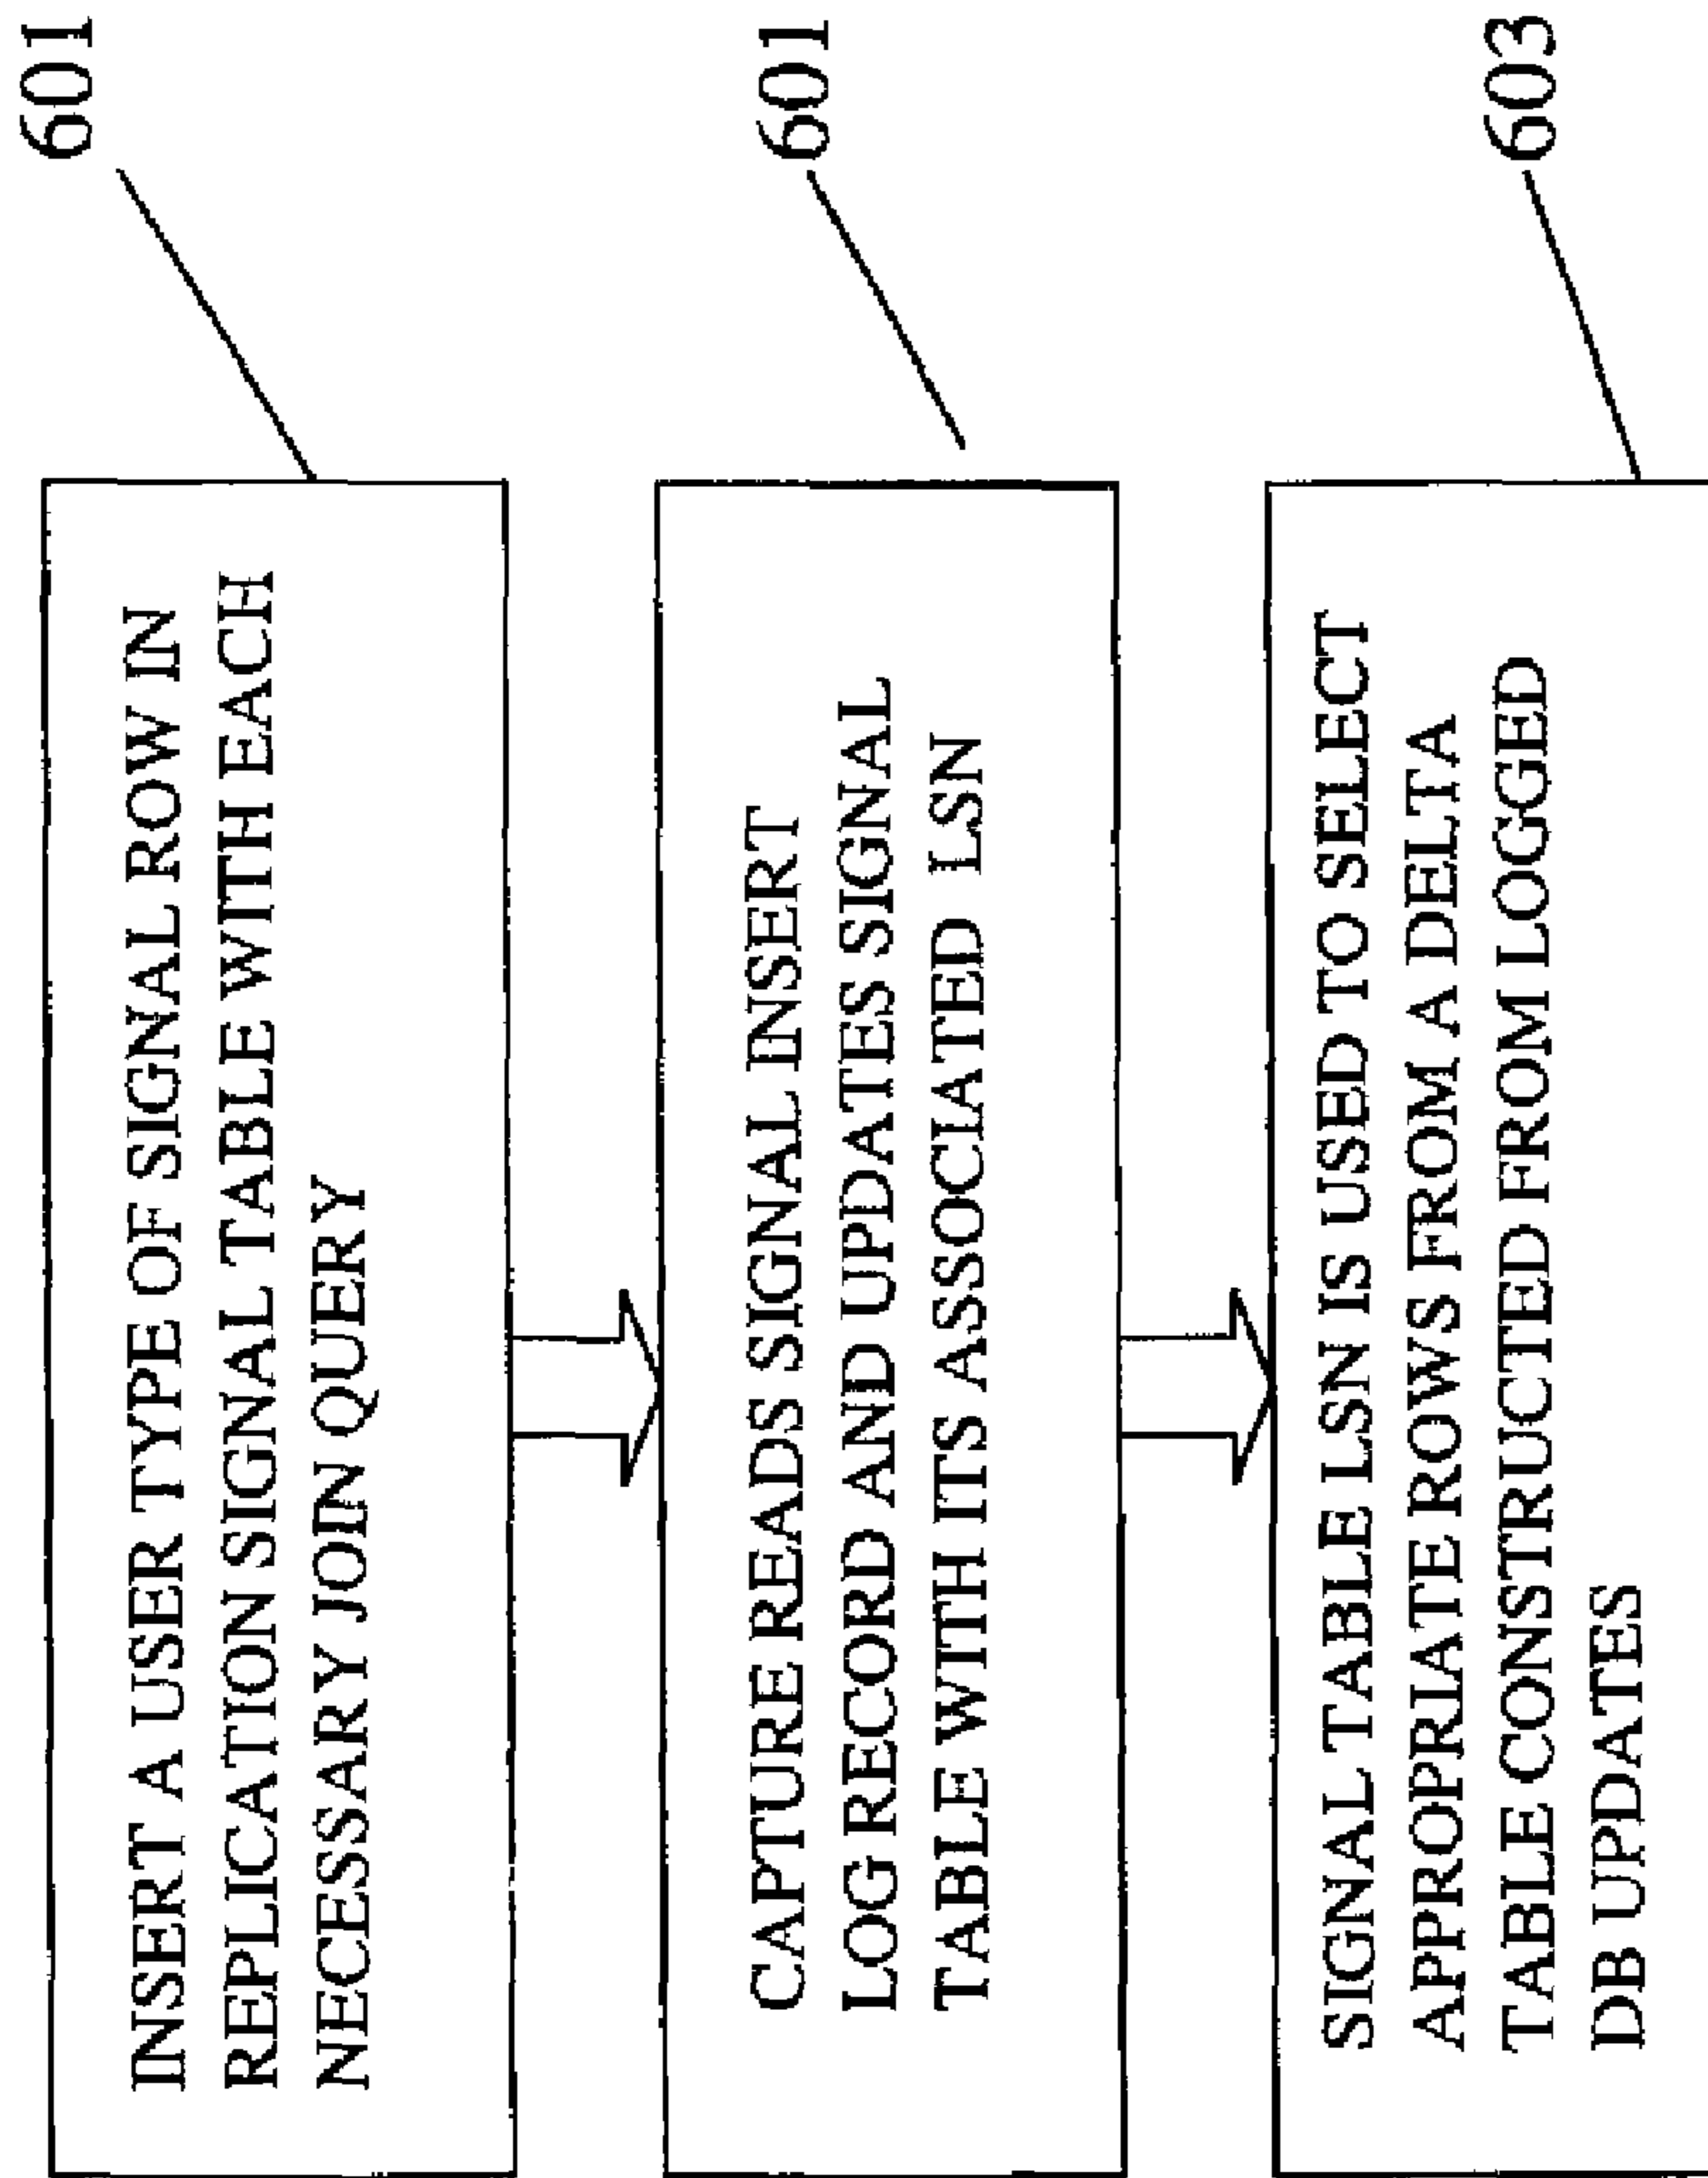 INSERT A USER TYPE OF SIGNAL ROW IN
REPLICATION SIGNAL TABLE WITH EACH
NECESSARY JOIN QUERY
601
CAPTURE READS SIGNAL INSERT
LOG RECORD AND UPDATES SIGNAL
TABLE WITH ITS ASSOCIATED LSN
601
SIGNAL TABLE LSN IS USED TO SELECT
APPROPRIATE ROWS FROM A DELTA
TABLE CONSTRUCTED FROM LOGGED
DB UPDATES
603